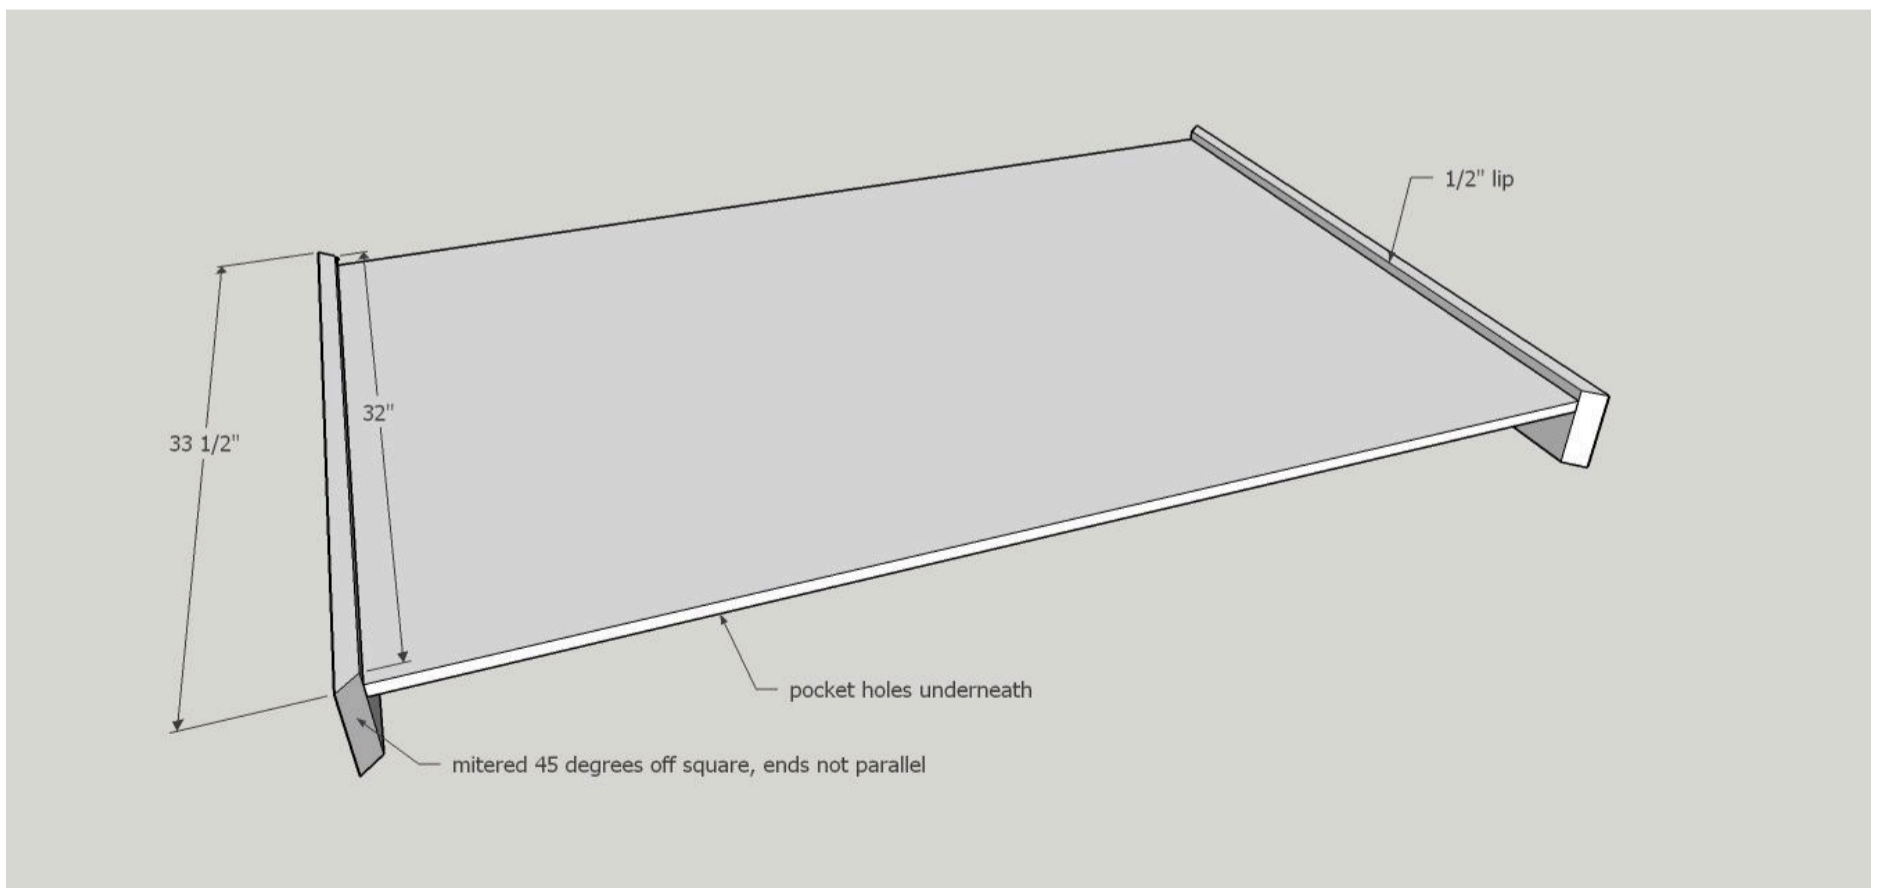 1/2" lip
32"
33 1/2"
pocket holes underneath
mitered 45 degrees off square, ends not parallel